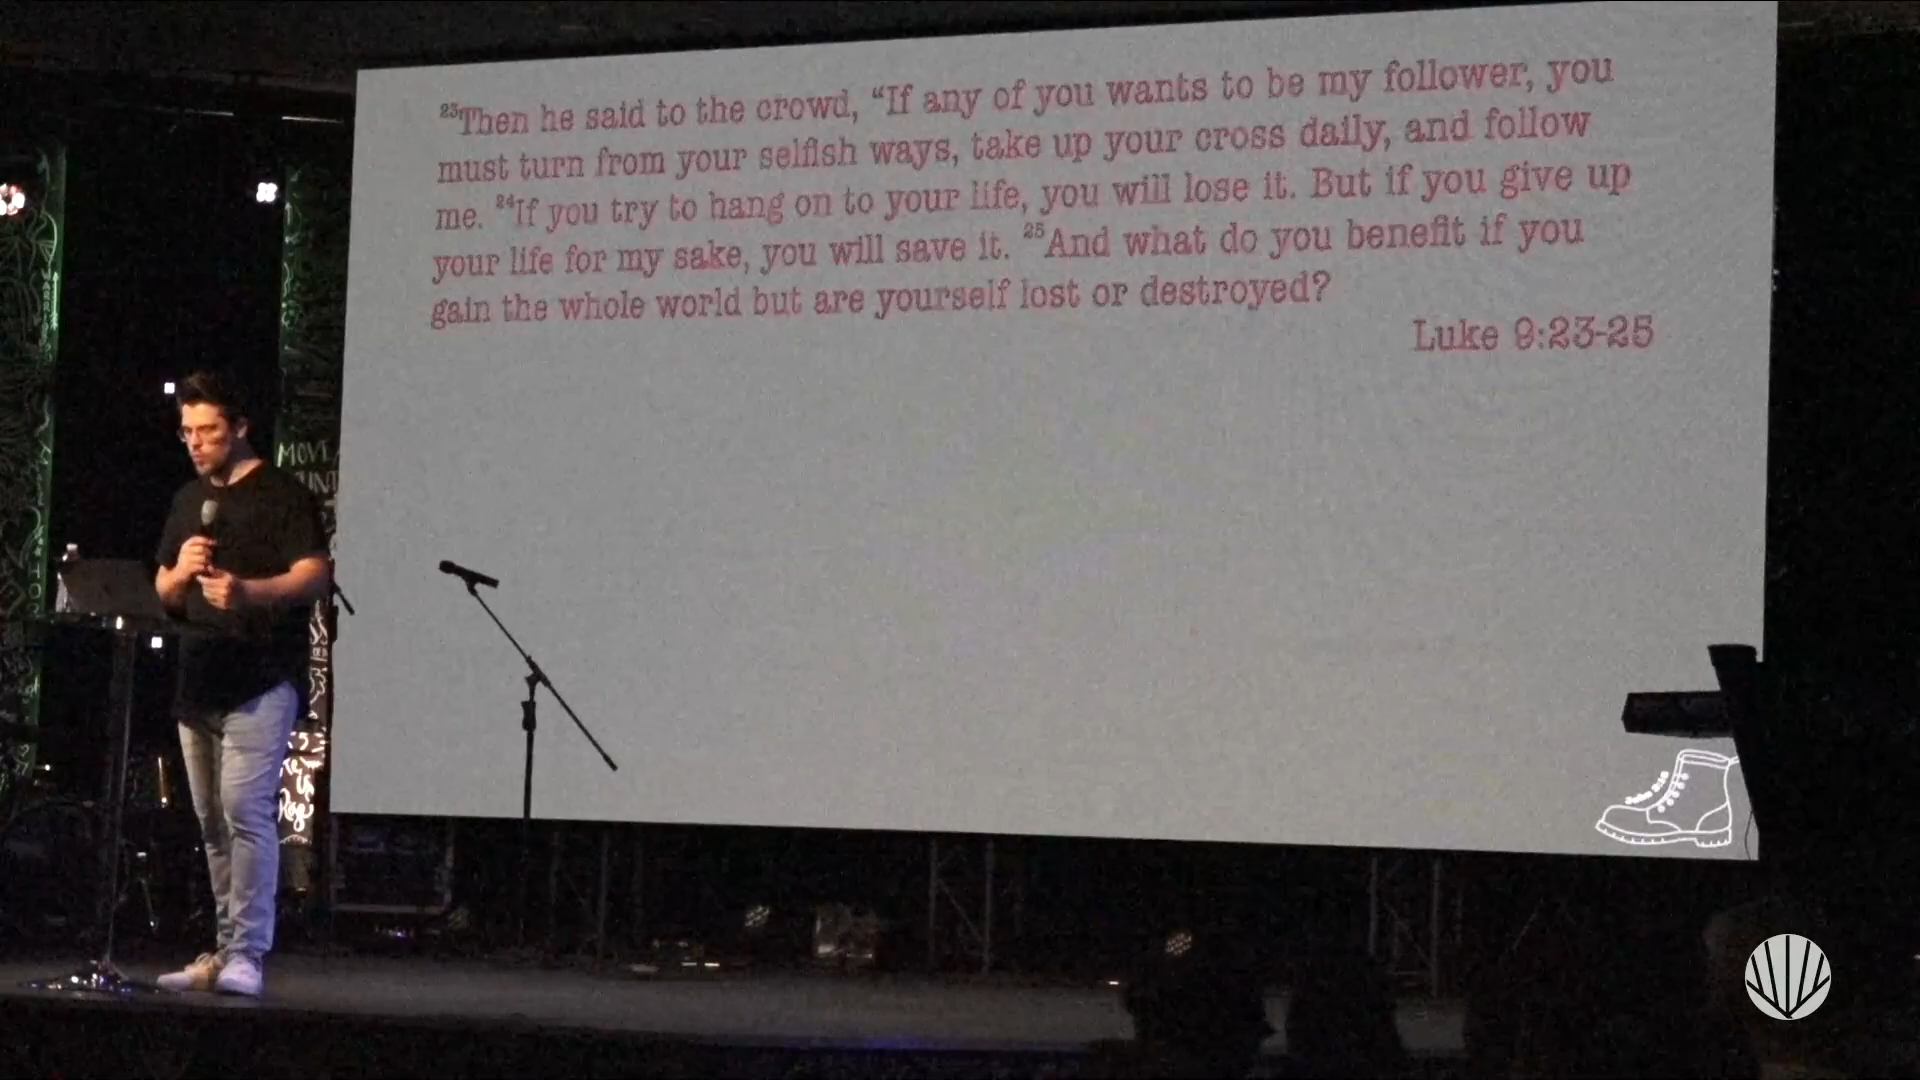 ²³Then he said to the crowd, “If any of you wants to be my follower, you
must turn from your selfish ways, take up your cross daily, and follow
me. ²⁴If you try to hang on to your life, you will lose it. But if you give up
your life for my sake, you will save it. ²⁵And what do you benefit if you
gain the whole world but are yourself lost or destroyed?
Luke 9:23-25
MOVE